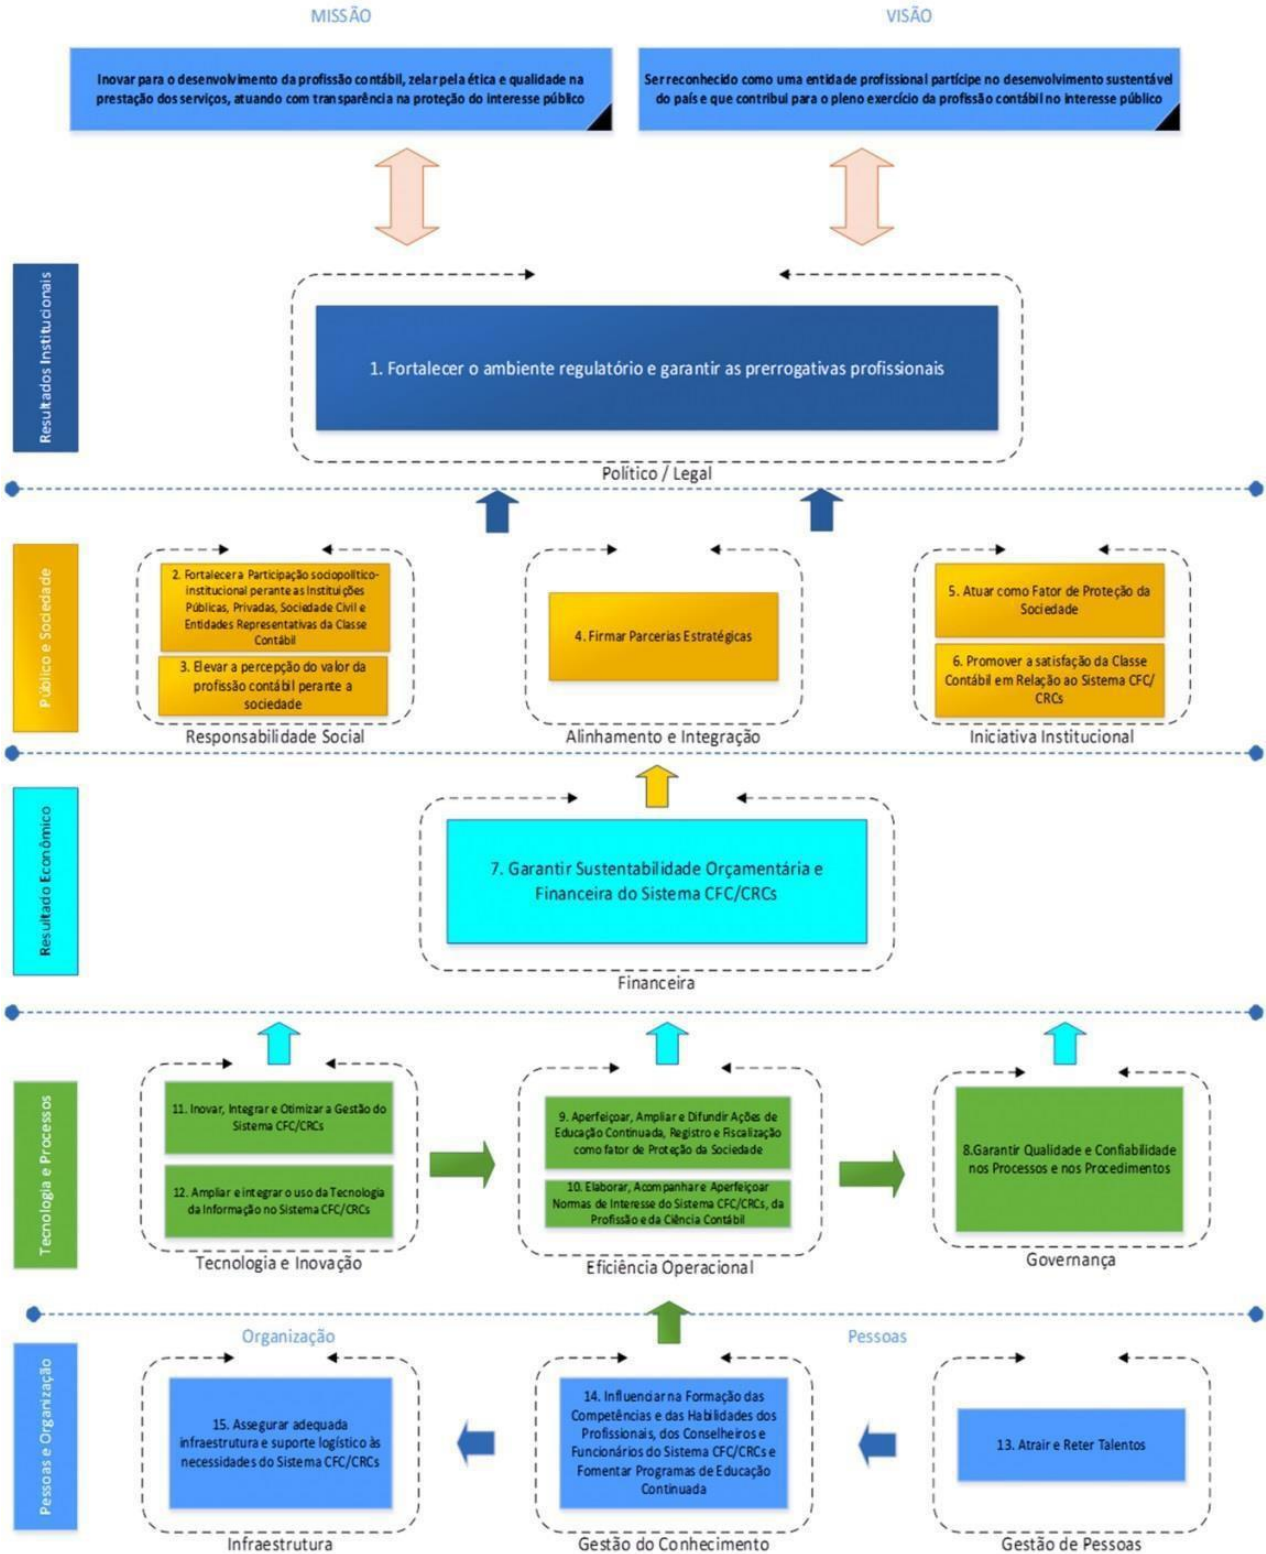 MISSÃO
Inovar para o desenvolvimento da profissão contábil, zelar pela ética e qualidade na
prestação dos serviços, atuando com transparência na proteção do interesse público
VISÃO
Ser reconhecido como uma entidade profissional partícipe no desenvolvimento sustentável
do país e que contribui para o pleno exercício da profissão contábil no interesse público
Resultados Institucionais
1. Fortalecer o ambiente regulatório e garantir as prerrogativas profissionais
Político / Legal
Público e Sociedade
2. Fortalecer a Participação sociopolítico-
institucional perante as Instituições
Públicas, Privadas, Sociedade Civil e
Entidades Representativas da Classe
Contábil
3. Elevar a percepção do valor da
profissão contábil perante a
sociedade
Responsabilidade Social
4. Firmar Parcerias Estratégicas
Alinhamento e Integração
5. Atuar como Fator de Proteção da
Sociedade
6. Promover a satisfação da Classe
Contábil em Relação ao Sistema CFC/
CRCs
Iniciativa Institucional
Resultado Econômico
7. Garantir Sustentabilidade Orçamentária e
Financeira do Sistema CFC/CRCs
Financeira
Tecnologia e Processos
11. Inovar, Integrar e Otimizar a Gestão do
Sistema CFC/CRCs
12. Ampliar e integrar o uso da Tecnologia
da Informação no Sistema CFC/CRCs
Tecnologia e Inovação
9. Aperfeiçoar, Ampliar e Difundir Ações de
Educação Continuada, Registro e Fiscalização
como fator de Proteção da Sociedade
10. Elaborar, Acompanhar e Aperfeiçoar
Normas de Interesse do Sistema CFC/CRCs, da
Profissão e da Ciência Contábil
Eficiência Operacional
8.Garantir Qualidade e Confiabilidade
nos Processos e nos Procedimentos
Governança
Pessoas e Organização
Organização
Pessoas
15. Assegurar adequada
infraestrutura e suporte logístico às
necessidades do Sistema CFC/CRCs
Infraestrutura
14. Influenciar na Formação das
Competências e das Habilidades dos
Profissionais, dos Conselheiros e
Funcionários do Sistema CFC/CRCs e
Fomentar Programas de Educação
Continuada
Gestão do Conhecimento
13. Atrair e Reter Talentos
Gestão de Pessoas